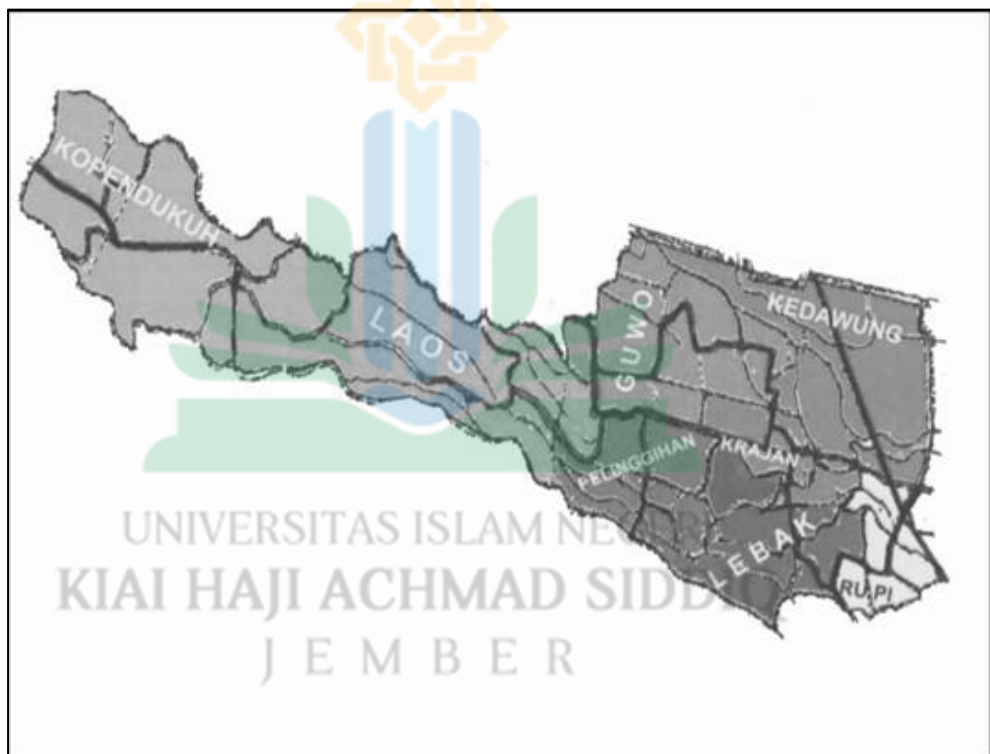 KOPENDUKUH
LAOS
GUWO
KEDAWUNG
PELINGGIHAN
KRAJAN
LEBAK
RUPI
UNIVERSITAS ISLAM NEGERI
KIAI HAJI ACHMAD SIDDIQ
JEMBER